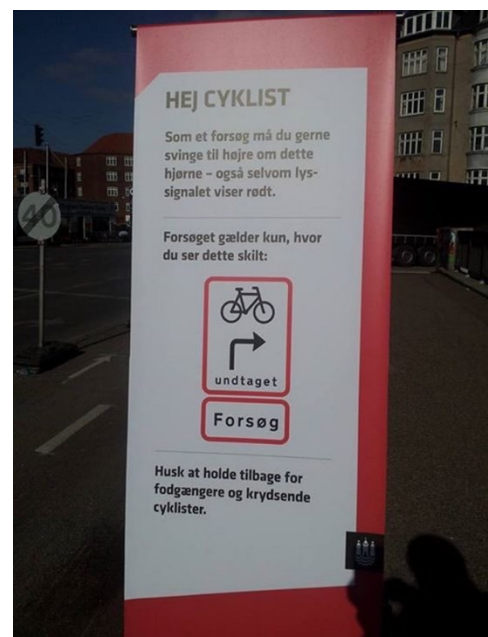 HEJ CYKLIST
Som et forsøg må du gerne
svinge til højre om dette
hjørne – også selvom lys-
signalet viser rødt.
Forsøget gælder kun, hvor
du ser dette skilt:
undtaget
Forsøg
Husk at holde tilbage for
fodgængere og krydsende
cyklister.
40